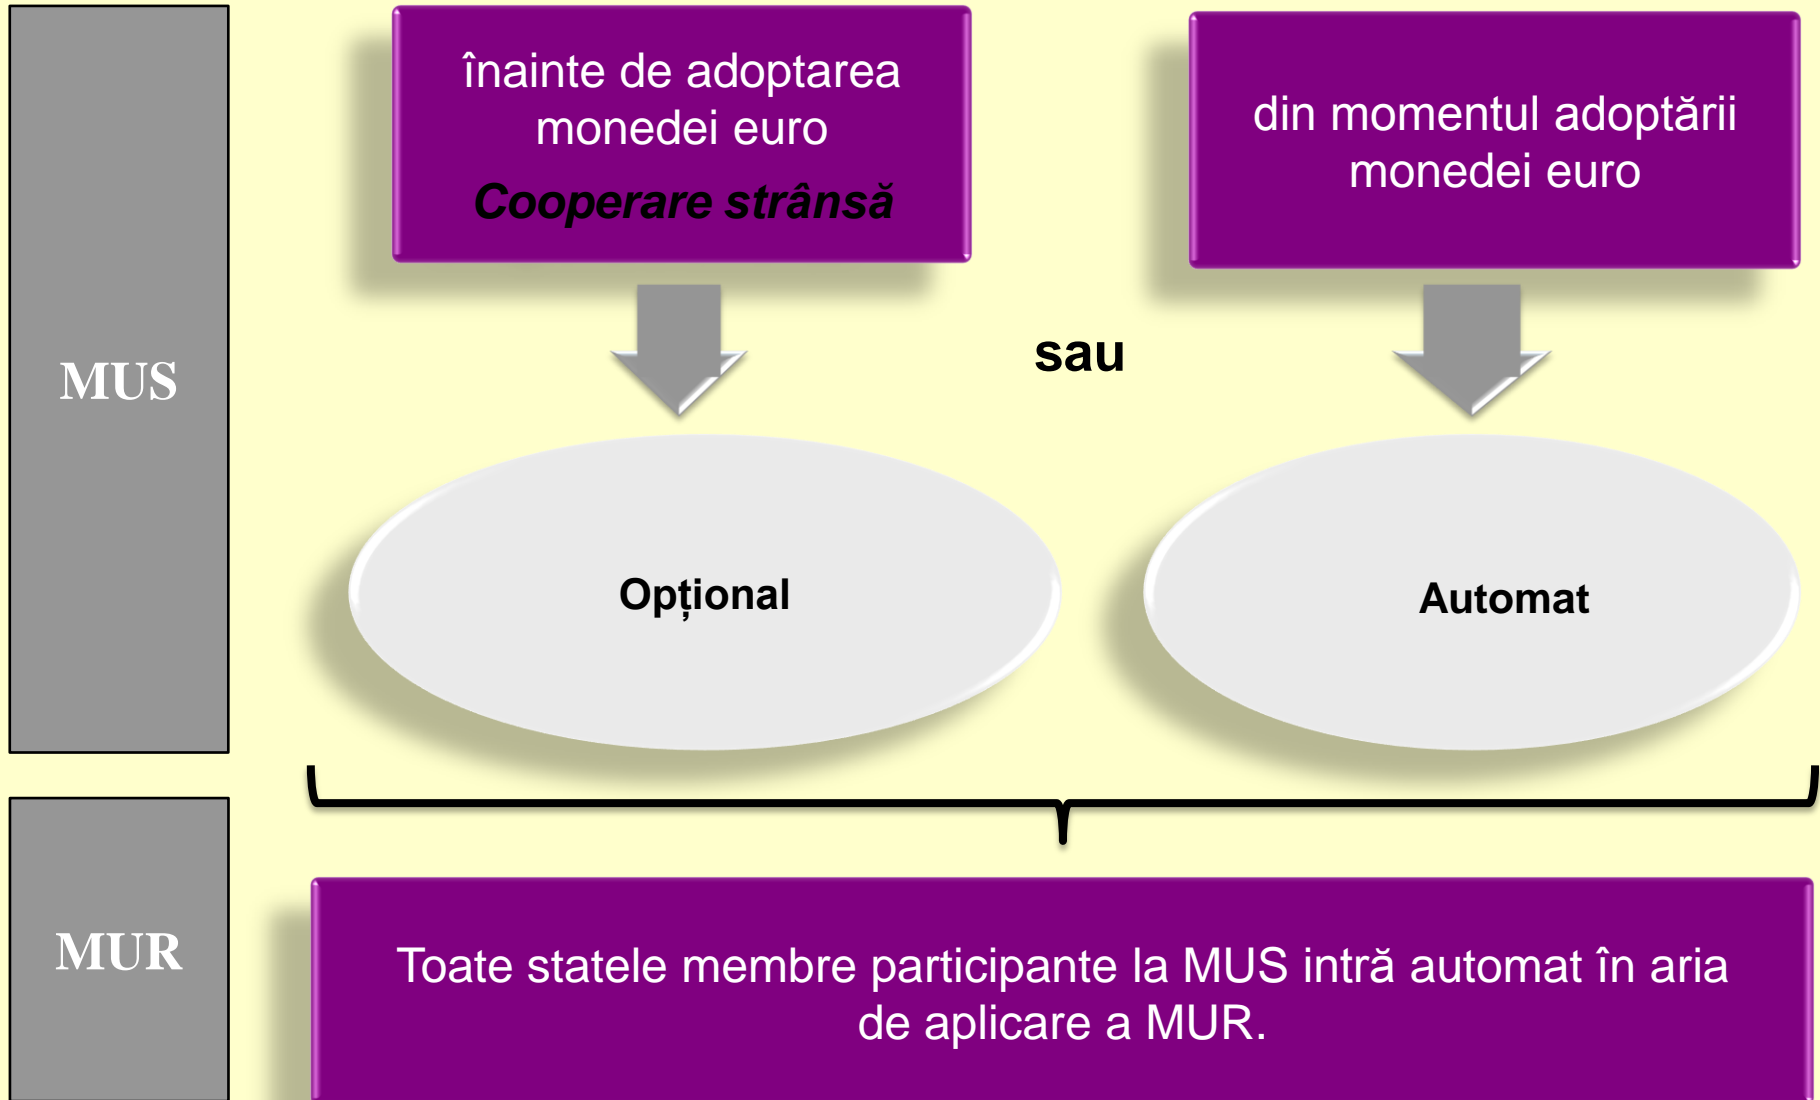 MUS
înainte de adoptarea
monedei euro
Cooperare strânsă
din momentul adoptării
monedei euro
sau
Opțional
Automat
MUR
Toate statele membre participante la MUS intră automat în aria
de aplicare a MUR.